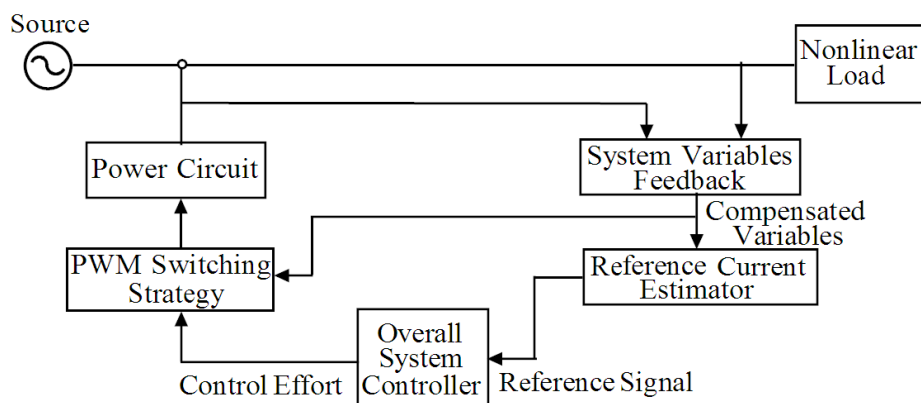 Source
Nonlinear
Load
Power Circuit
System Variables
Feedback
Compensated
Variables
PWM Switching
Strategy
Reference Current
Estimator
Overall
System
Controller
Control Effort
Reference Signal